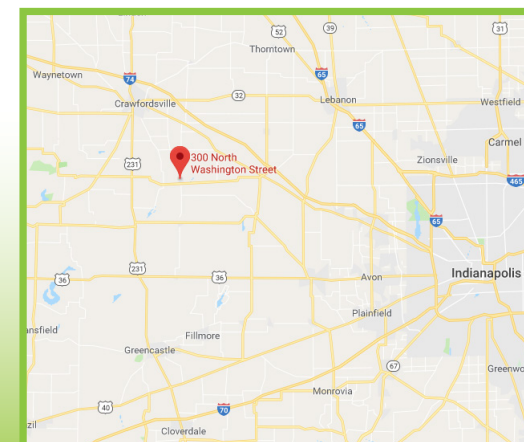 52
39
31
Thorntown
Waynetown
74
65
Crawfordsville
32
Lebanon
Westfield
65
Carmel
231
300 North
Washington Street
Zionsville
465
65
36
231
36
Avon
Indianapolis
Plainfield
ansfield
Fillmore
Greencastle
67
Greenwo
Monrovia
40
70
zil
Cloverdale